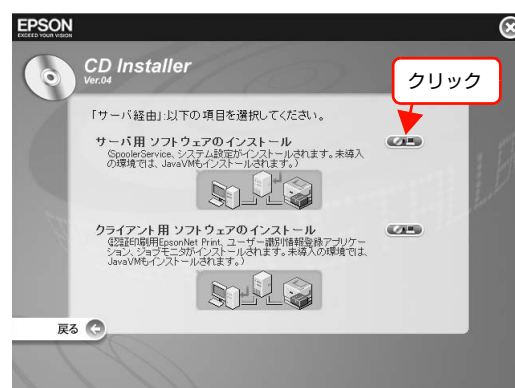 EPSON
EXCEED YOUR VISION
CD Installer
Ver.04
クリック
「サーバ経由」:以下の項目を選択してください。
サーバ用 ソフトウェアのインストール
(SpoolerService、システム設定がインストールされます。未導入
の環境では、JavaVMもインストールされます。)
クライアント用 ソフトウェアのインストール
(認証印刷用EpsonNet Print、ユーザー識別情報登録アプリケー
ション、ジョブモニタがインストールされます。未導入の環境では、
JavaVMもインストールされます。)
戻る